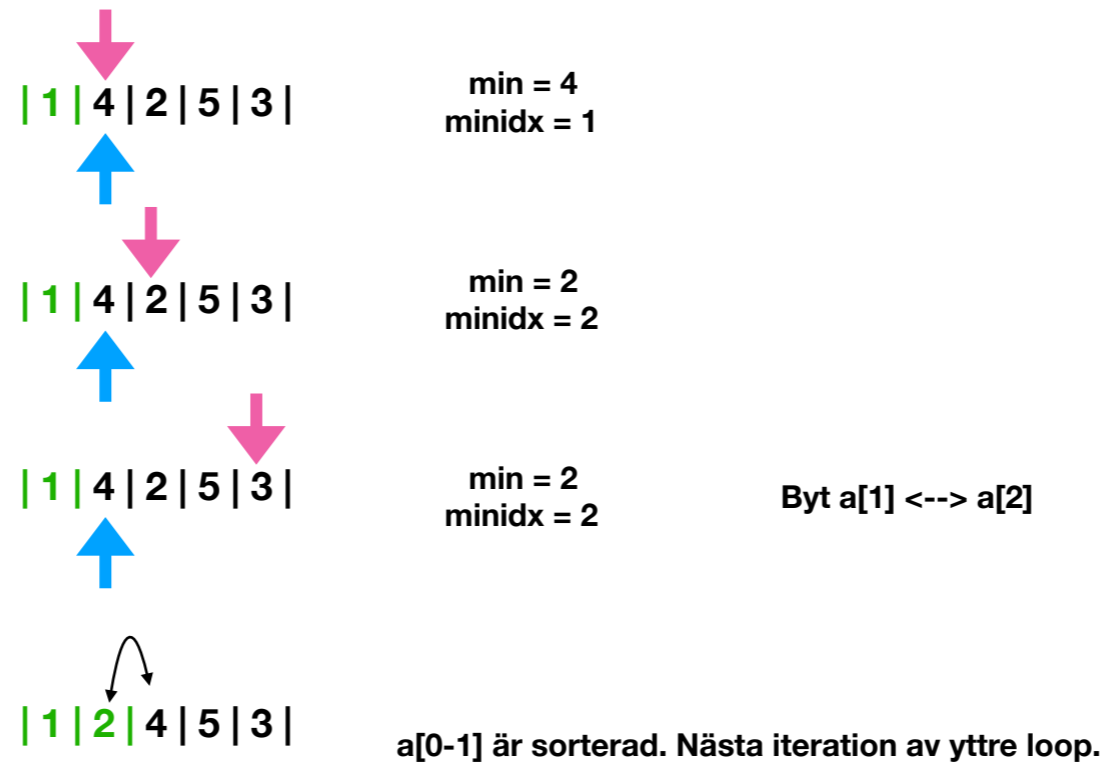 | 1 | 4 | 2 | 5 | 3 |
min = 4
minidx = 1
| 1 | 4 | 2 | 5 | 3 |
min = 2
minidx = 2
| 1 | 4 | 2 | 5 | 3 |
min = 2
minidx = 2
Byt a[1] <--> a[2]
| 1 | 2 | 4 | 5 | 3 |
a[0-1] är sorterad. Nästa iteration av yttre loop.